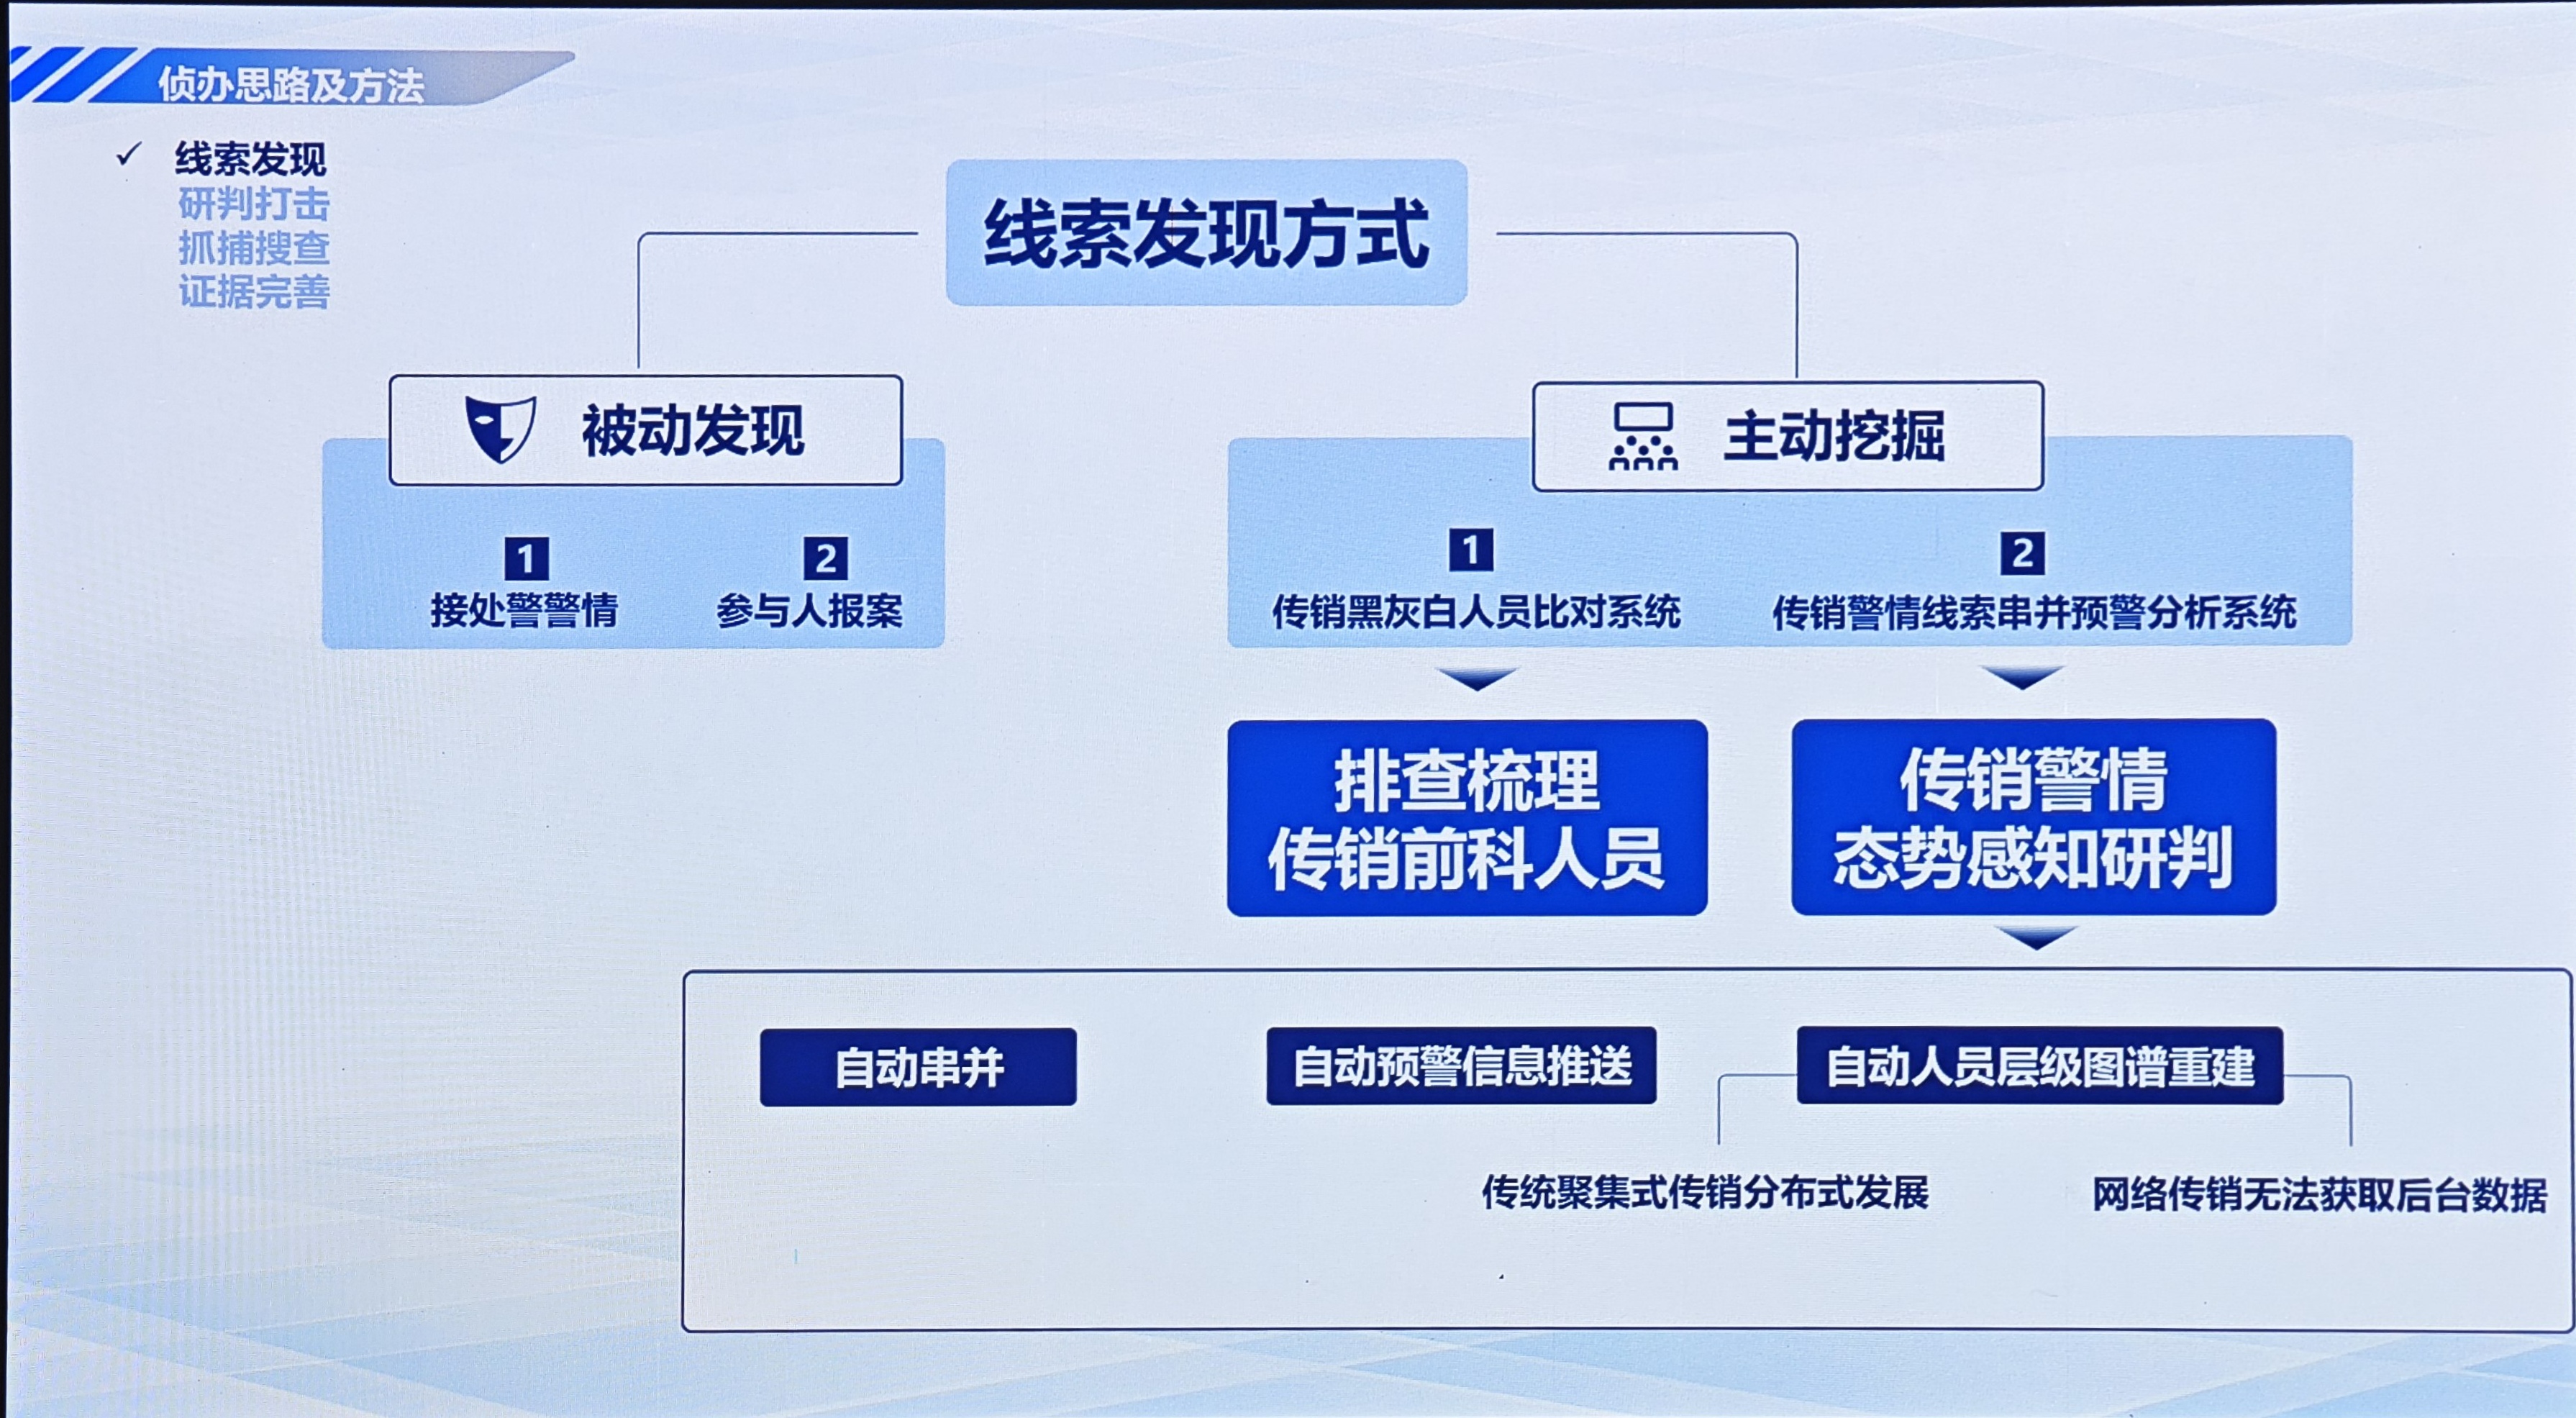 侦办思路及方法
线索发现
研判打击
抓捕搜查
证据完善
线索发现方式
被动发现
1
接处警警情
2
参与人报案
主动挖掘
1
传销黑灰白人员比对系统
2
传销警情线索串并预警分析系统
排查梳理
传销前科人员
传销警情
态势感知研判
自动串并
自动预警信息推送
自动人员层级图谱重建
传统聚集式传销分布式发展
网络传销无法获取后台数据